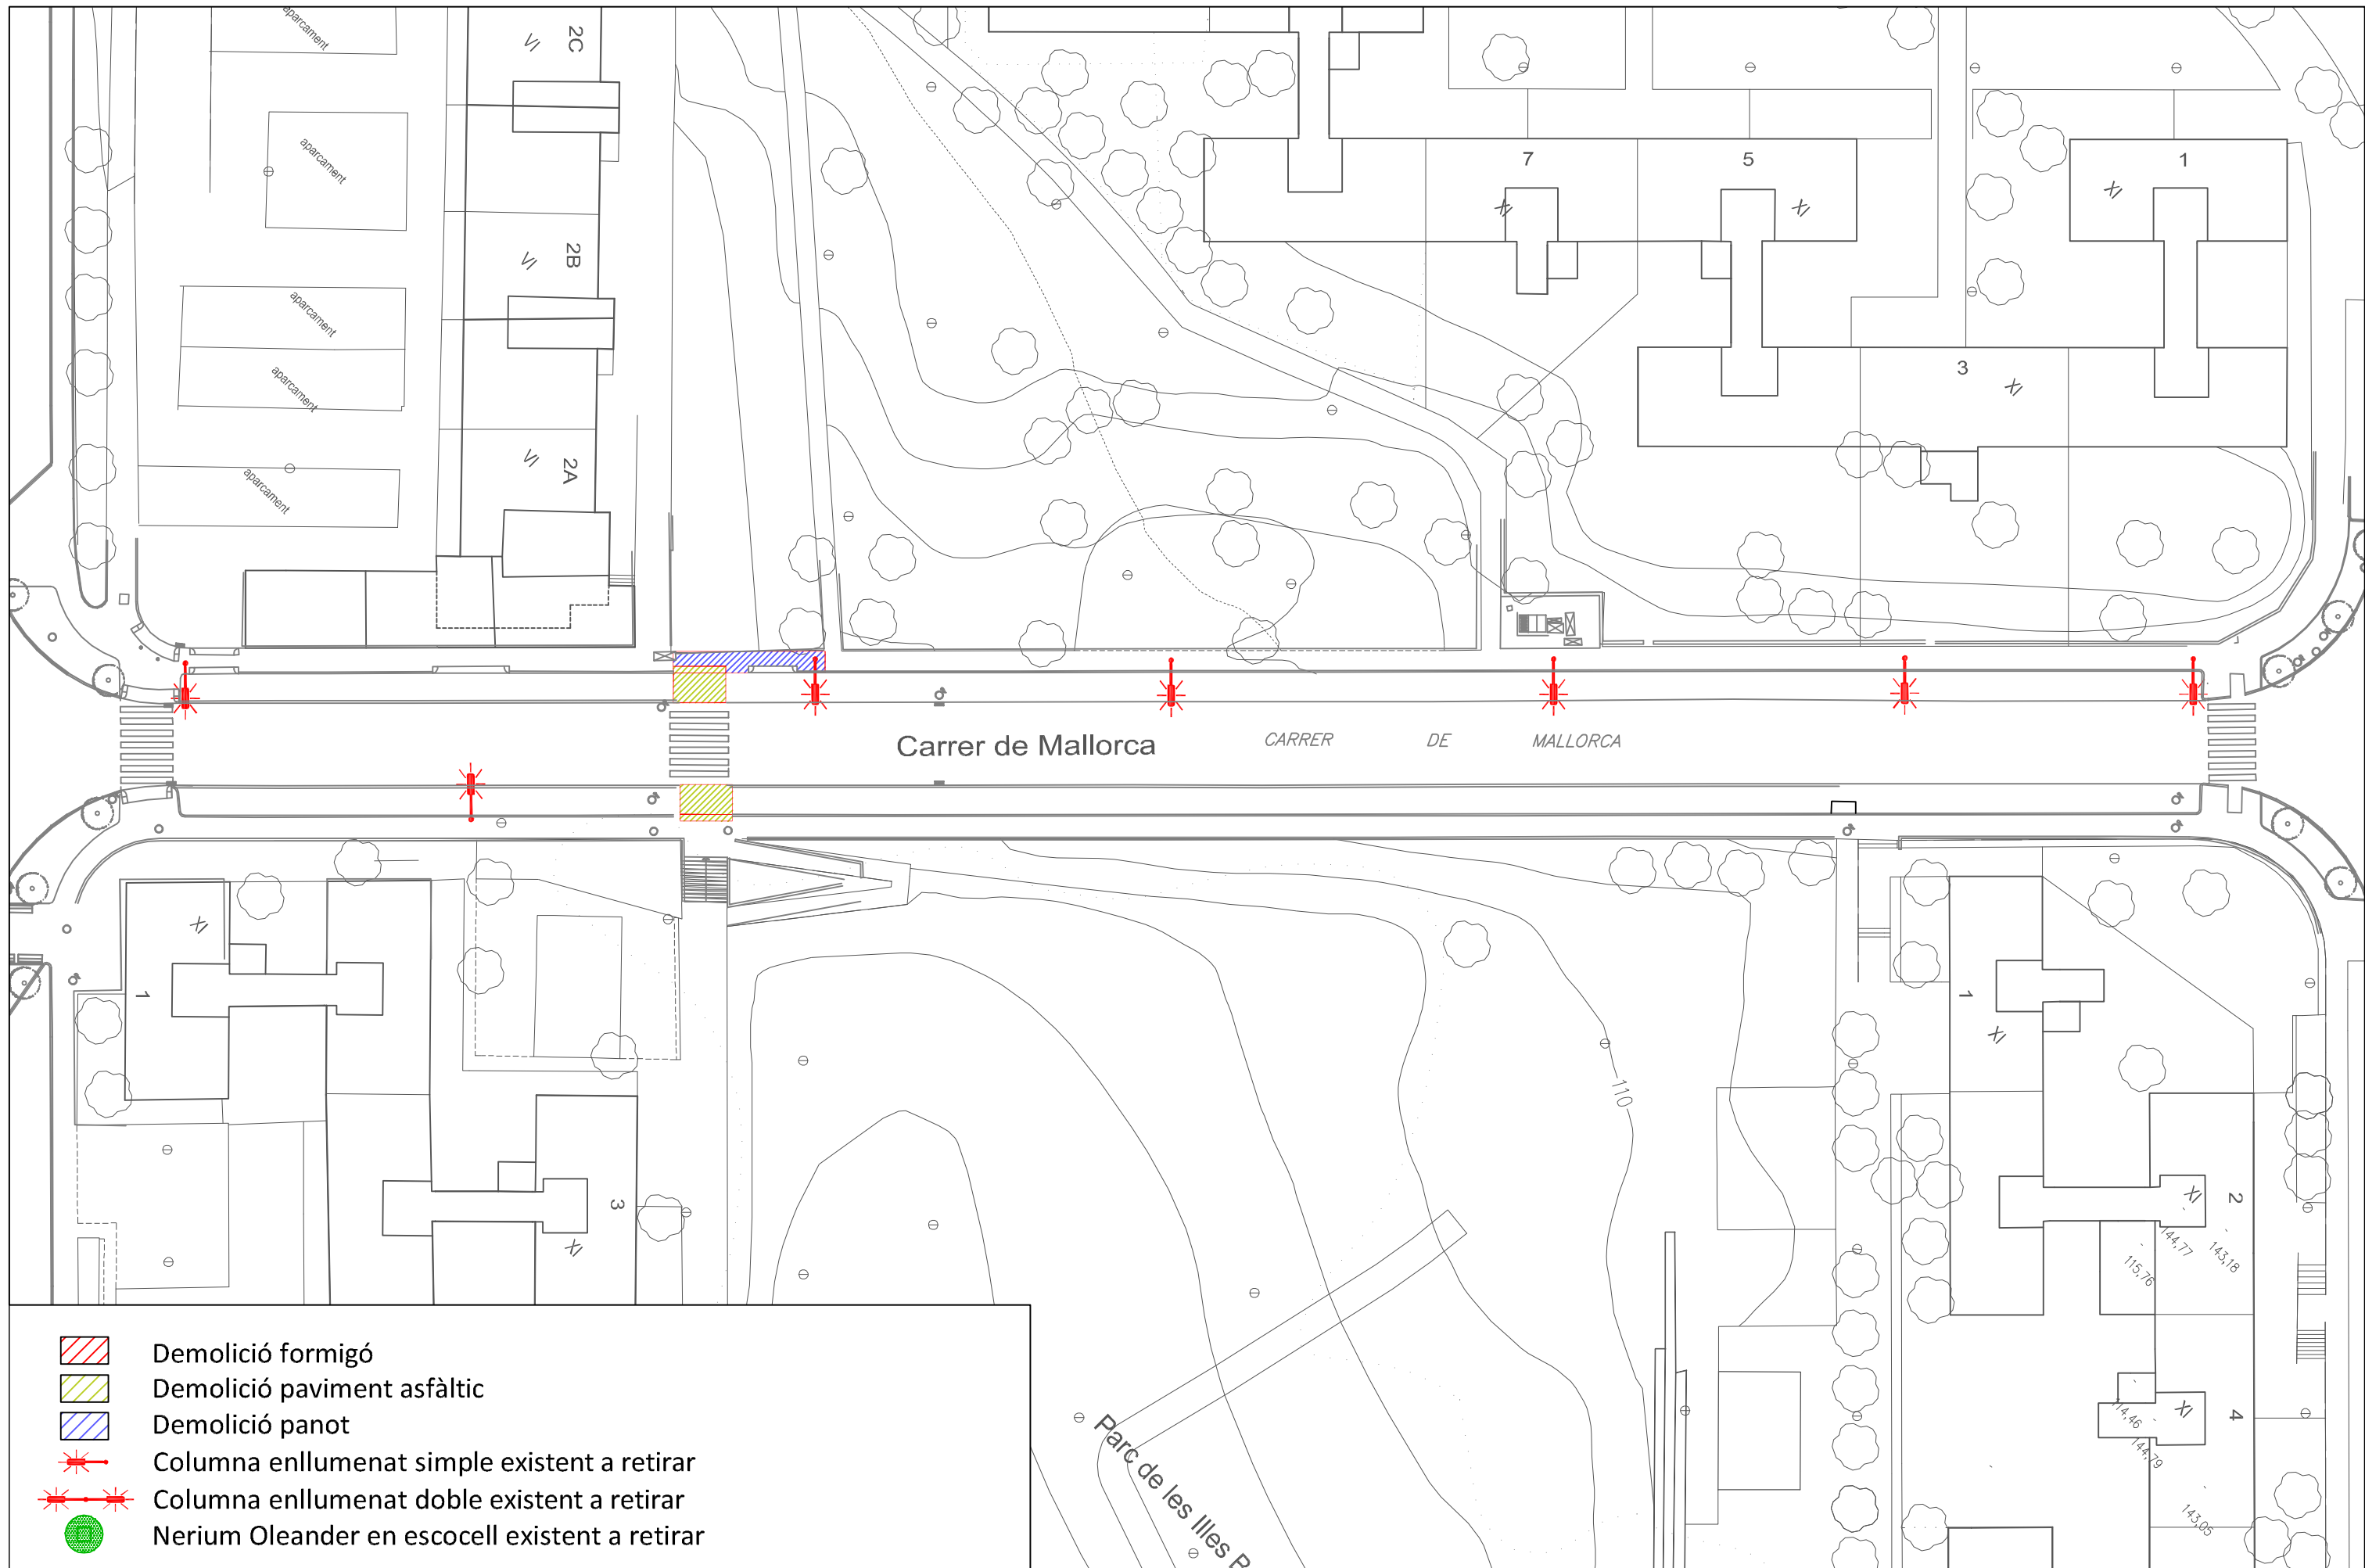 aparcament
VI
2C
aparcament
7
5
1
XI
XI
XI
VI
2B
aparcament
aparcament
3
XI
VI
2A
aparcament
Carrer de Mallorca
CARRER DE MALLORCA
XI
1
1
XI
110
3
XI
XI
2
144,77
143,18
115,76
XI
4
144,79
143,05
Parc de les Illes
Demolició formigó
Demolició paviment asfàltic
Demolició panot
Columna enllumenat simple existent a retirar
Columna enllumenat doble existent a retirar
Nerium Oleander en escocell existent a retirar